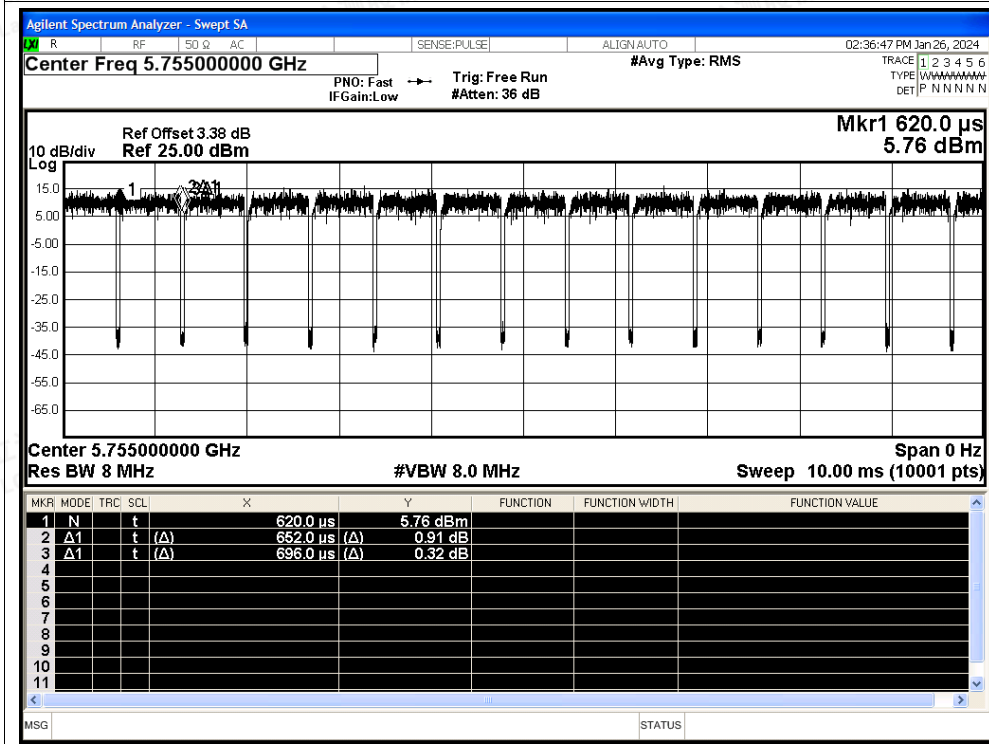 Agilent Spectrum Analyzer - Swept SA
LXI R RF 50 Ω AC SENSE:PULSE ALIGN AUTO 02:36:47 PM Jan 26, 2024
Center Freq 5.755000000 GHz #Avg Type: RMS TRACE 1 2 3 4 5 6
PNO: Fast Trig: Free Run TYPE WWWWWW
IFGain:Low #Atten: 36 dB DET P N N N N N
Mkr1 620.0 µs
Ref Offset 3.38 dB
10 dB/div Ref 25.00 dBm 5.76 dBm
Log
15.0
1 2Δ1
5.00
-5.00
-15.0
-25.0
-35.0
-45.0
-55.0
-65.0
Center 5.755000000 GHz Span 0 Hz
Res BW 8 MHz #VBW 8.0 MHz Sweep 10.00 ms (10001 pts)
MKR MODE TRC SCL X Y FUNCTION FUNCTION WIDTH FUNCTION VALUE
1 N t 620.0 µs 5.76 dBm
2 Δ1 t (Δ) 652.0 µs (Δ) 0.91 dB
3 Δ1 t (Δ) 696.0 µs (Δ) 0.32 dB
4
5
6
7
8
9
10
11
MSG STATUS